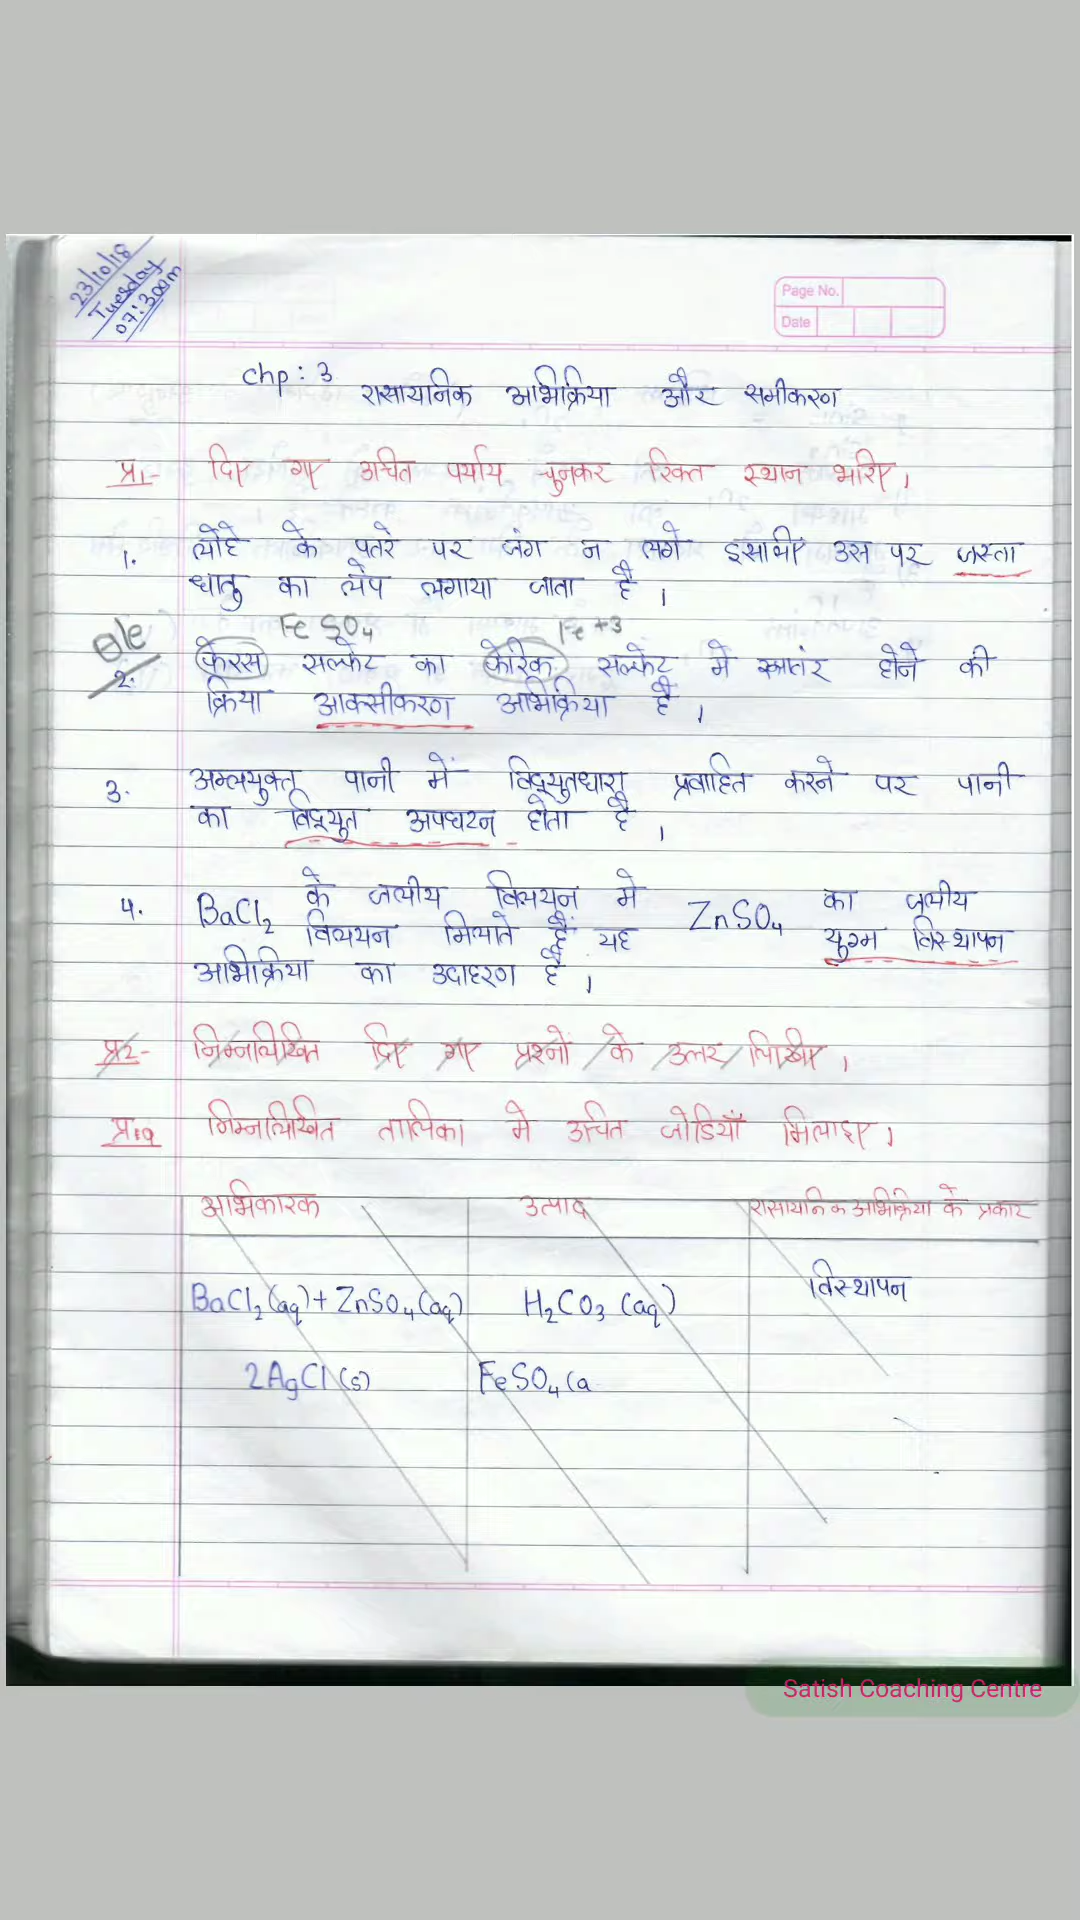 23/10/18
Tuesday
07:30am
Page No.
Date
Chp: 3
रासायनिक अभिक्रिया और समीकरण
प्र1- दिए गए उचित पर्याय चुनकर रिक्त स्थान भरिए।
1. लोहे के पतरे पर जंग न लगे इसलिए उस पर जस्ता
धातु का लेप लगाया जाता है।
FeSO4 Fe+3
2. फेरस सल्फेट का फेरिक सल्फेट में होने की
क्रिया आक्सीकरण अभिक्रिया है।
3. अम्लयुक्त पानी में विद्युतधारा प्रवाहित करने पर पानी
का विद्युत अपघटन होता है।
4. BaCl2 के जलीय विलयन मे ZnSO4 का जलीय
विलयन मिलाते हैं यह युग्म विस्थापन
अभिक्रिया का उदाहरण है।
प्र2- निम्नलिखित दिए गए प्रश्नों के उत्तर लिखिए।
निम्नलिखित तालिका मे उचित जोडियाँ मिलाइए।
अभिकारक उत्पाद रासायनिक अभिक्रिया के प्रकार
BaCl2(aq)+ZnSO4(aq) H2CO3(aq) विस्थापन
2AgCl(s) FeSO4(a
Satish Coaching Centre